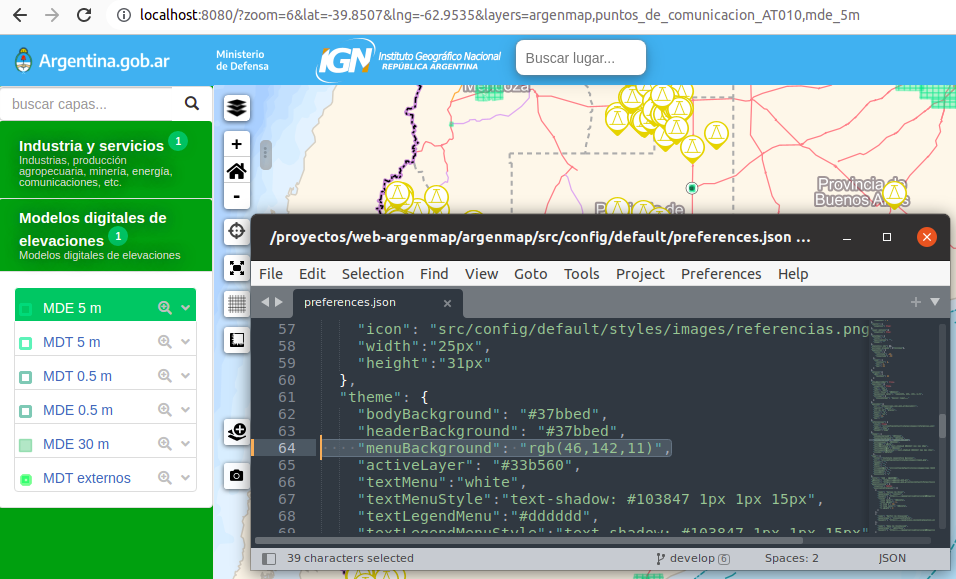 localhost:8080/?zoom=6&lat=-39.8507&lng=-62.9535&layers=argenmap,puntos_de_comunicacion_AT010,mde_5m
Argentina.gob.ar
Ministerio
de Defensa
IGN
Instituto Geográfico Nacional
REPÚBLICA ARGENTINA
Buscar lugar...
buscar capas...
Industria y servicios 1
Industrias, producción
agropecuaria, minería, energía,
comunicaciones, etc.
Modelos digitales de
elevaciones 1
Modelos digitales de elevaciones
MDE 5 m
MDT 5 m
MDT 0.5 m
MDE 0.5 m
MDE 30 m
MDT externos
+
-
Mendoza
Provincia de
Buenos Aires
Provincia de
/proyectos/web-argenmap/argenmap/src/config/default/preferences.json ...
File Edit Selection Find View Goto Tools Project Preferences Help
preferences.json
57 "icon": "src/config/default/styles/images/referencias.png
58 "width":"25px",
59 "height":"31px"
60 },
61 "theme": {
62 "bodyBackground": "#37bbed",
63 "headerBackground": "#37bbed",
64 "menuBackground": "rgb(46,142,11)",
65 "activeLayer": "#33b560",
66 "textMenu":"white",
67 "textMenuStyle":"text-shadow: #103847 1px 1px 15px",
68 "textLegendMenu":"#dddddd",
69 "textLegendMenuStyle":"text-shadow: #103847 1px 1px 15px"
39 characters selected
develop 6
Spaces: 2
JSON